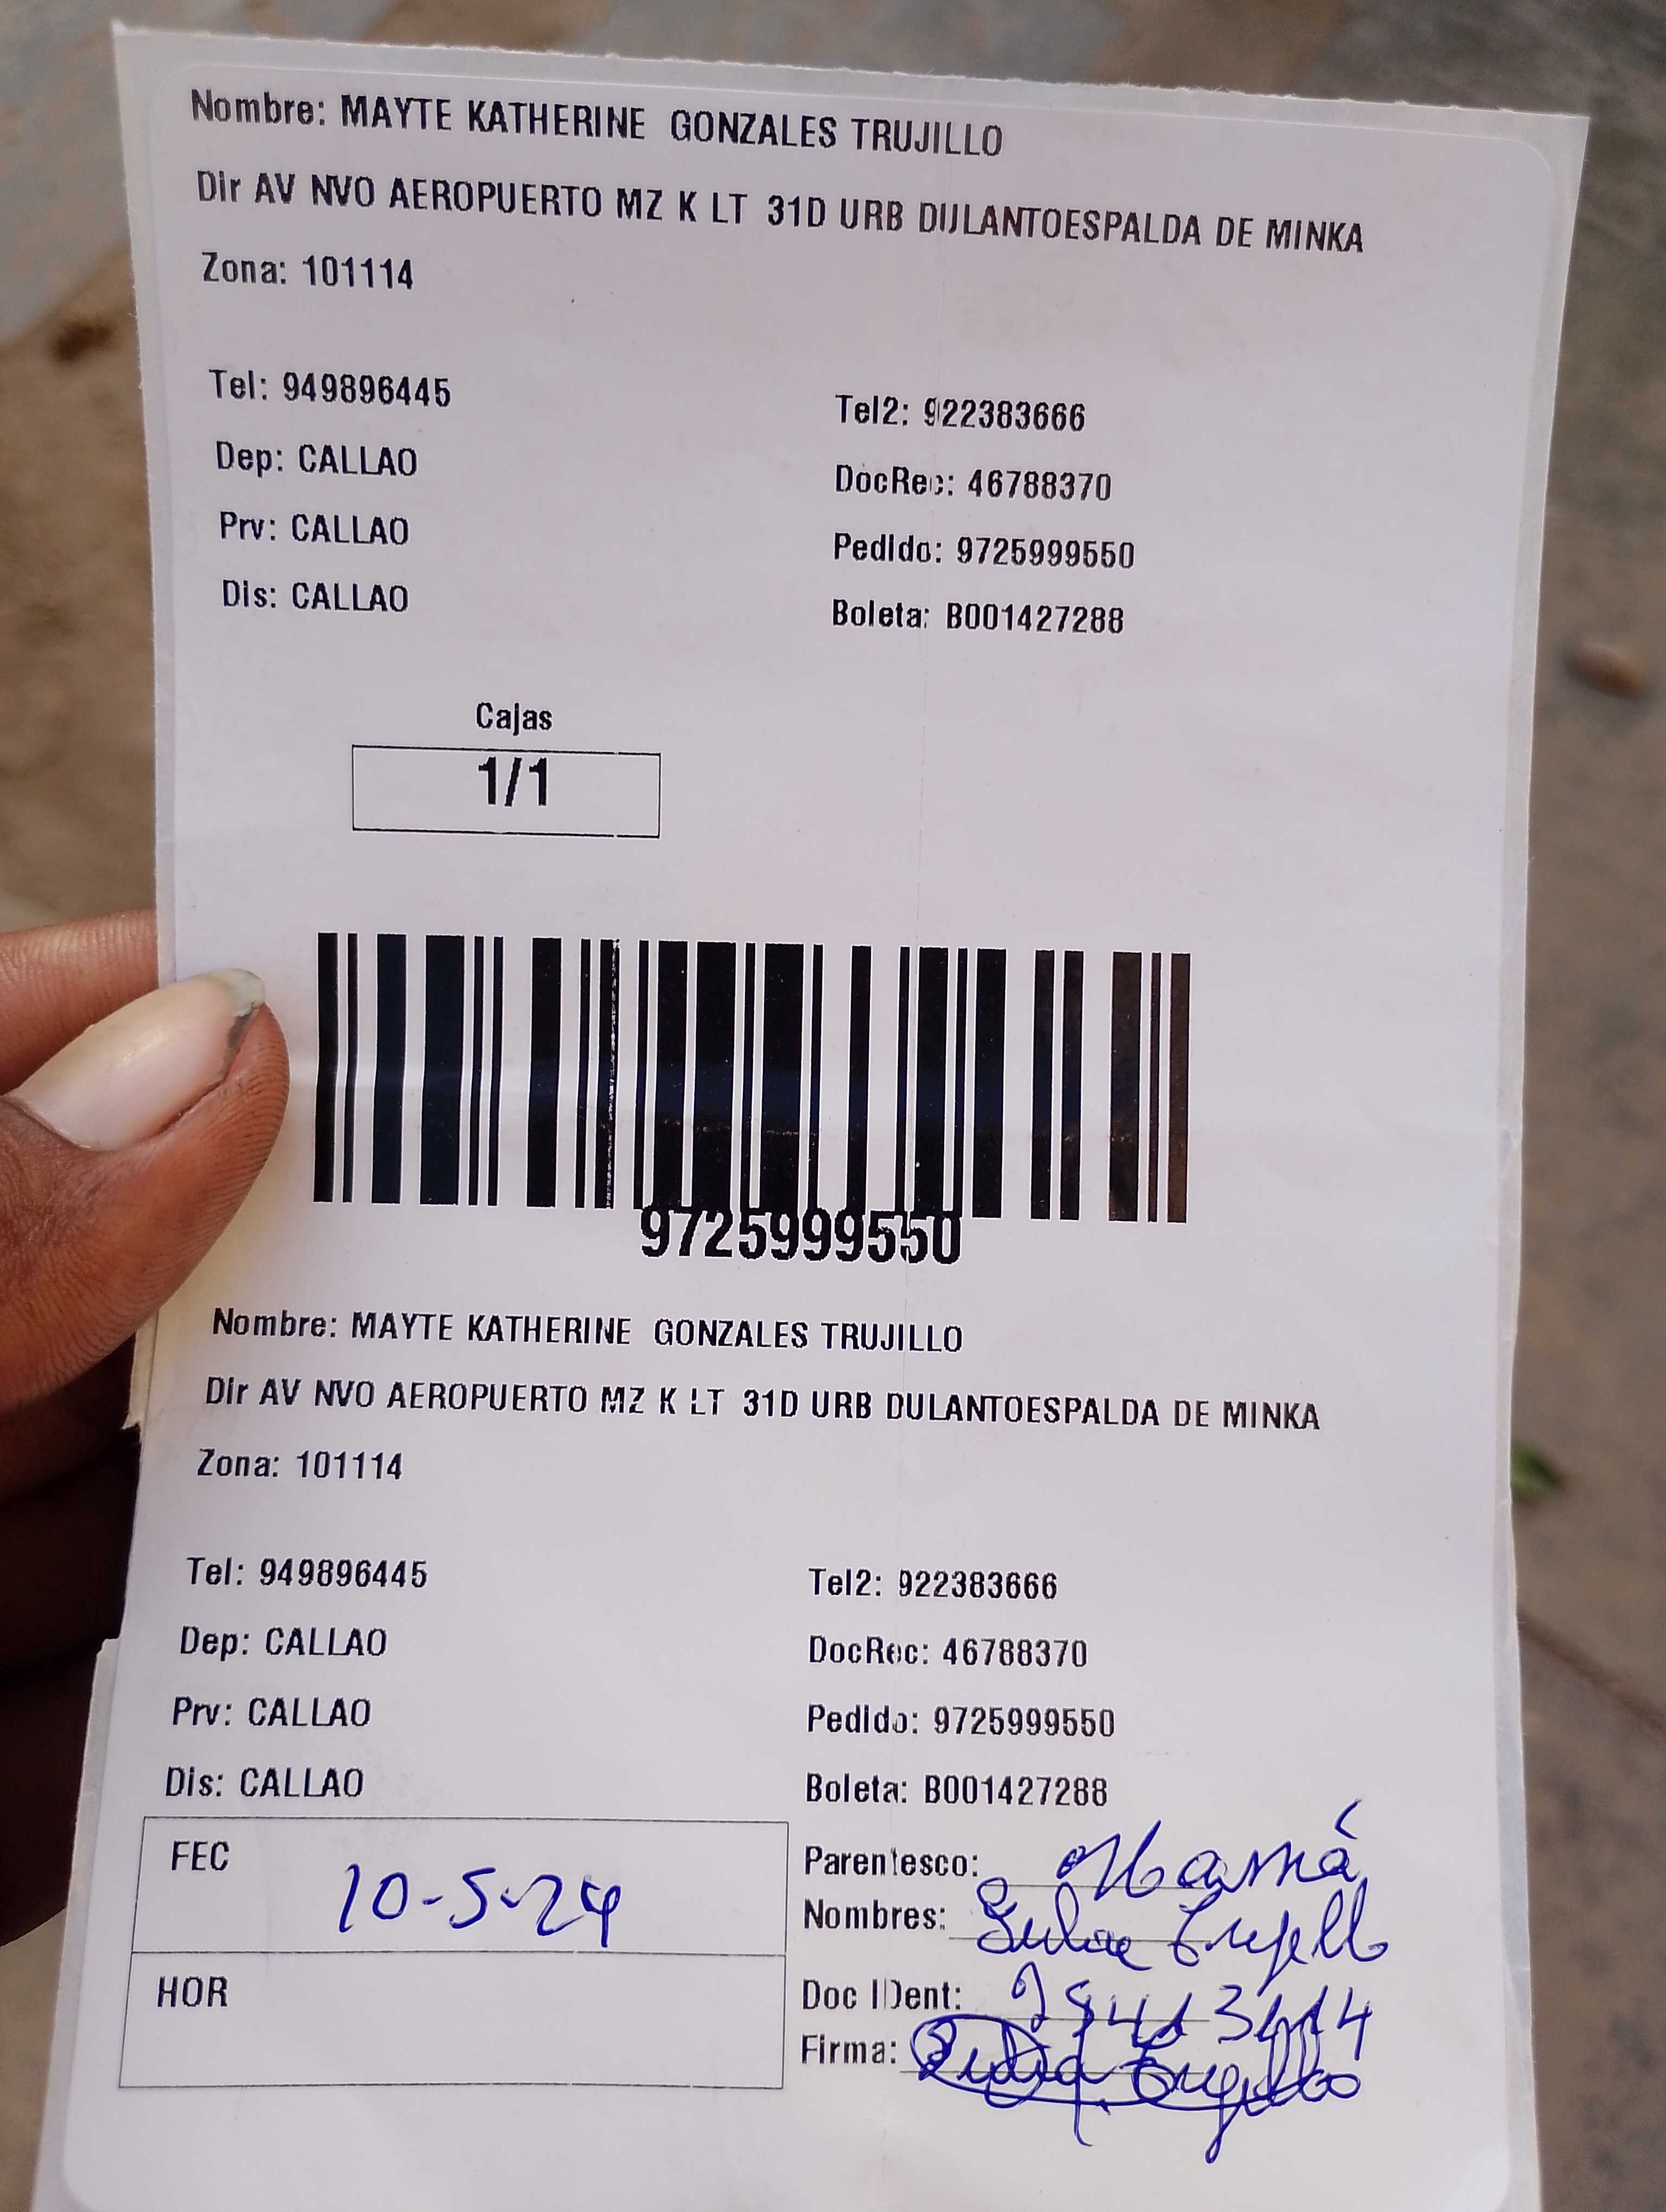 Nombre: MAYTE KATHERINE GONZALES TRUJILLO
Dir AV NVO AEROPUERTO MZ K LT 31D URB DULANTOESPALDA DE MINKA
Zona: 101114
Tel: 949896445 Tel2: 922383666
Dep: CALLAO DocRec: 46788370
Prv: CALLAO Pedido: 9725999550
Dis: CALLAO Boleta: B001427288
Cajas
1/1
9725999550
Nombre: MAYTE KATHERINE GONZALES TRUJILLO
Dir AV NVO AEROPUERTO MZ K LT 31D URB DULANTOESPALDA DE MINKA
Zona: 101114
Tel: 949896445 Tel2: 922383666
Dep: CALLAO DocRec: 46788370
Prv: CALLAO Pedido: 9725999550
Dis: CALLAO Boleta: B001427288
FEC 10-5-24
Parentesco: Mamá
Nombres:
HOR
Doc IDent:
Firma: